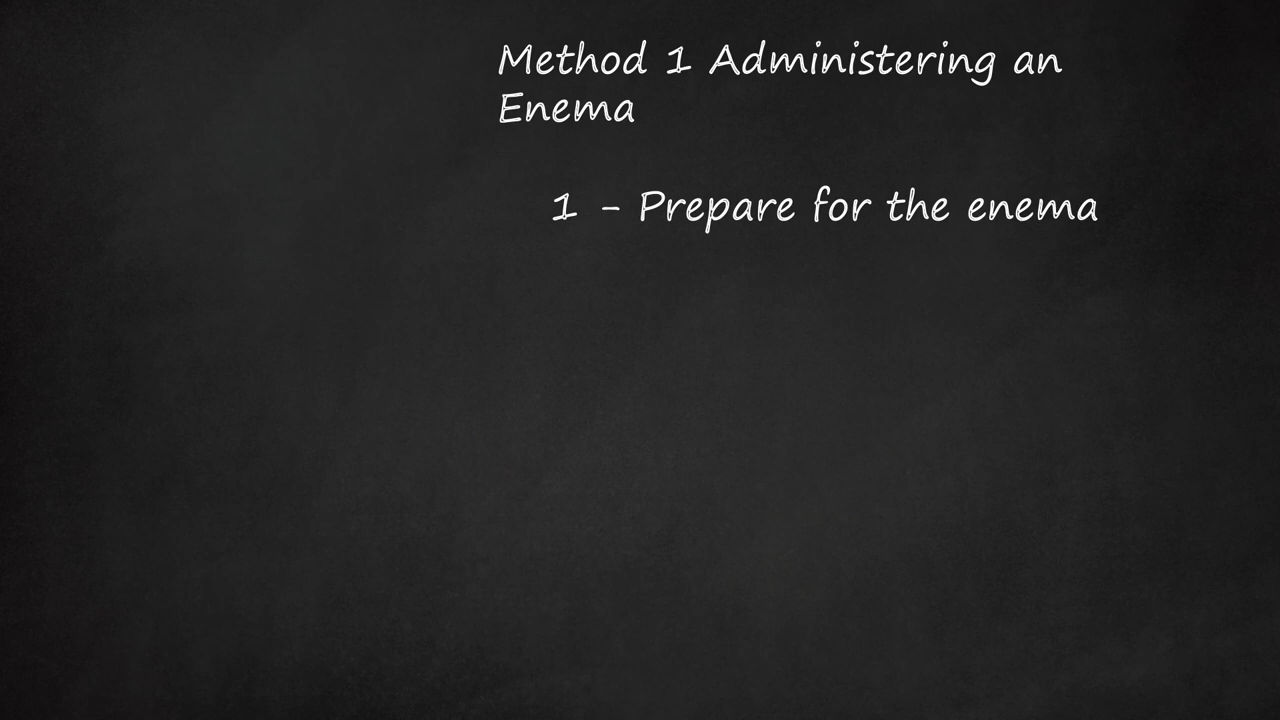 Method 1 Administering an
Enema
1 - Prepare for the enema